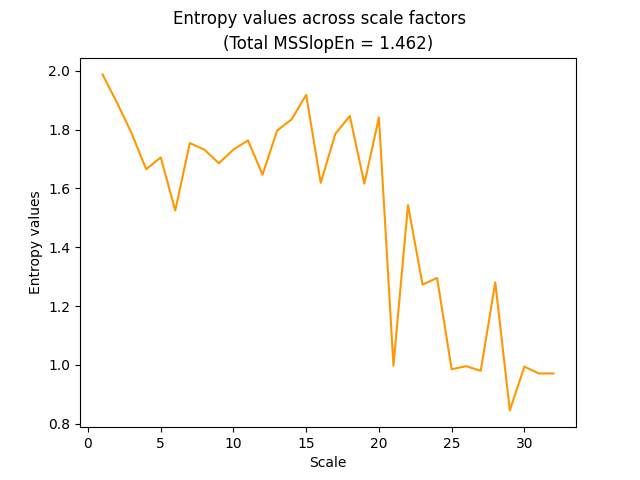 Entropy values across scale factors
(Total MSSlopEn = 1.462)
2.0
1.8
1.6
1.4
1.2
1.0
0.8
Entropy values
0 5 10 15 20 25 30
Scale